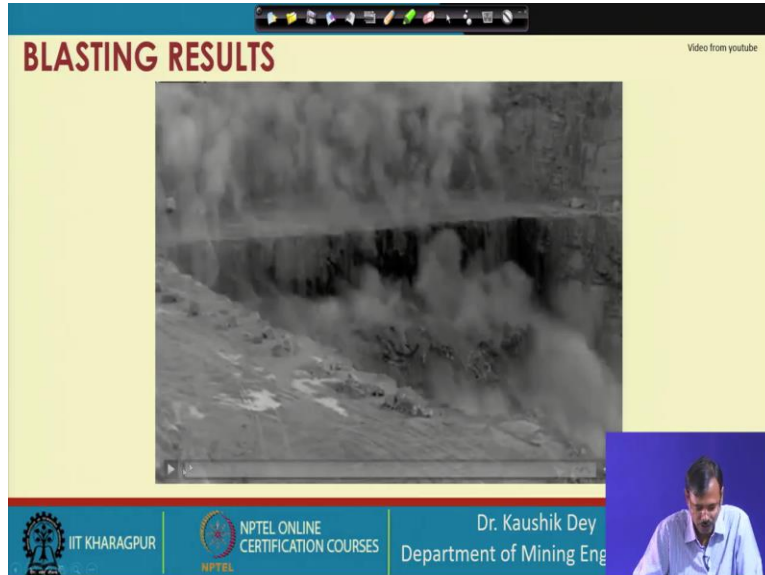 BLASTING RESULTS
Video from youtube
IIT KHARAGPUR
NPTEL
NPTEL ONLINE
CERTIFICATION COURSES
Dr. Kaushik Dey
Department of Mining Eng